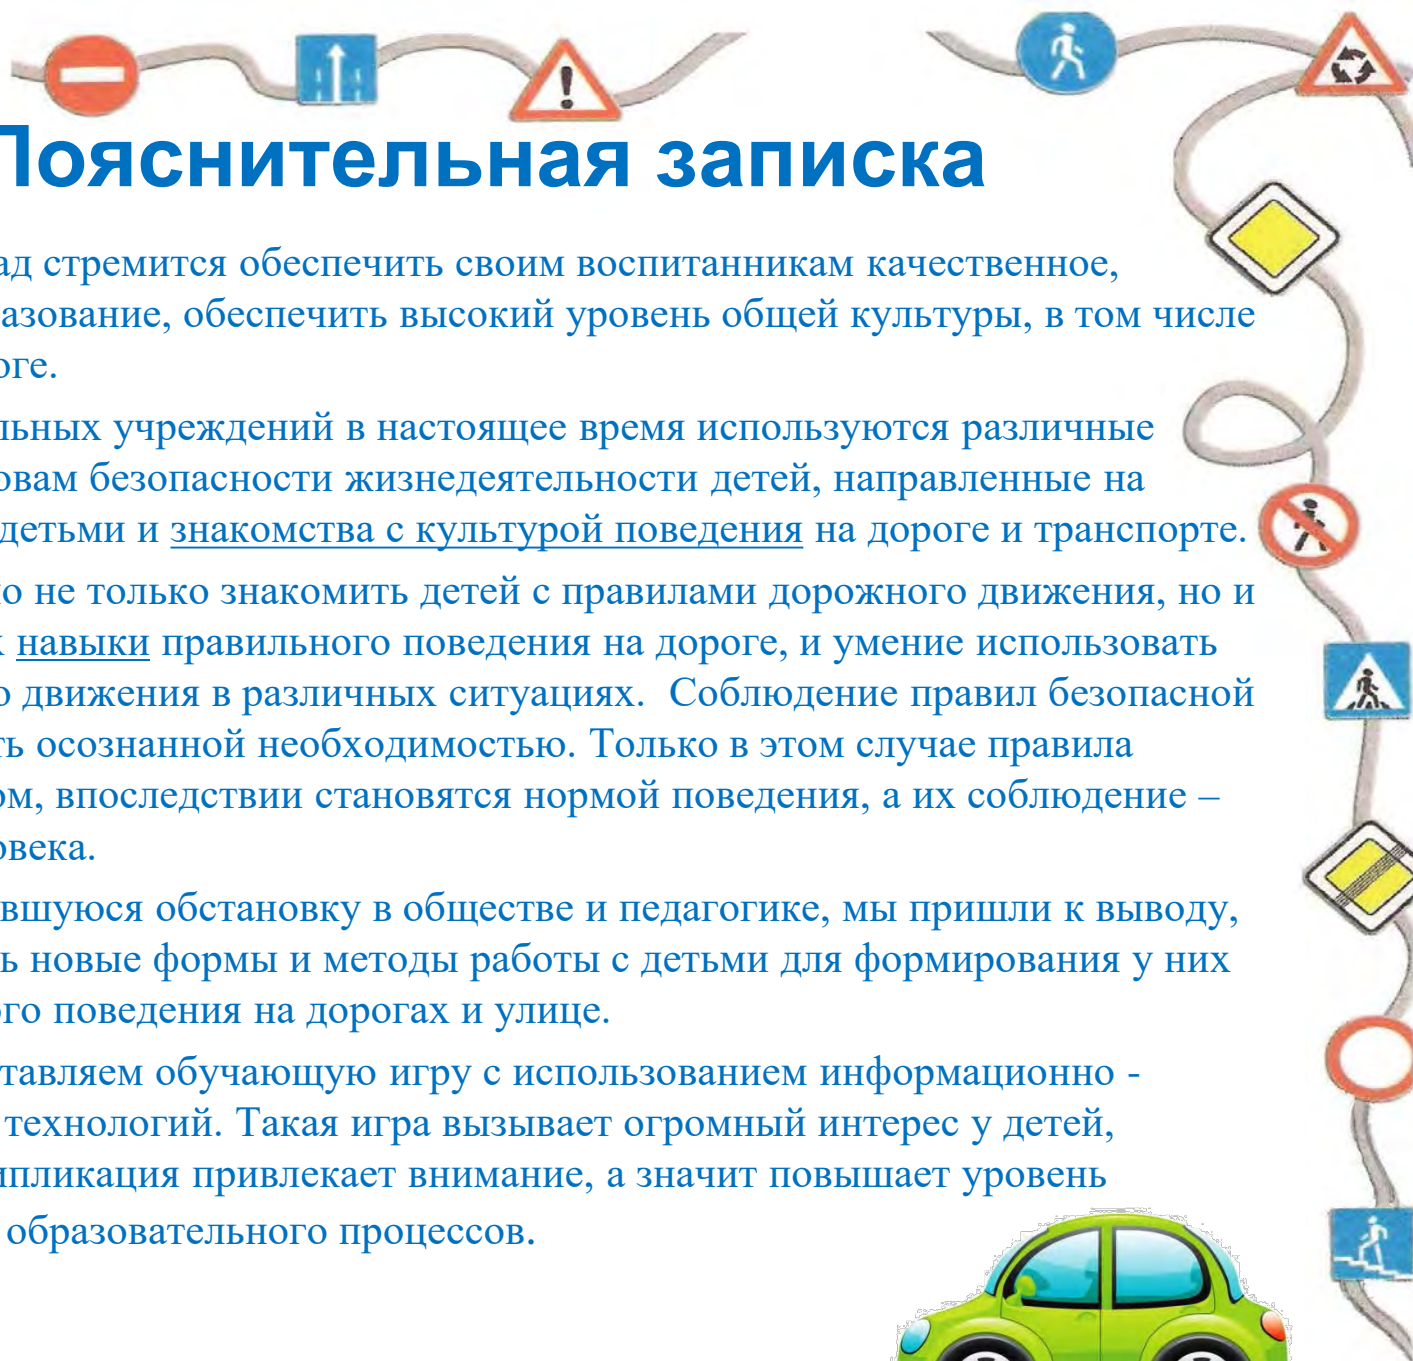 Пояснительная записка
ад стремится обеспечить своим воспитанникам качественное,
азование, обеспечить высокий уровень общей культуры, в том числе
оге.
льных учреждений в настоящее время используются различные
овам безопасности жизнедеятельности детей, направленные на
детьми и знакомства с культурой поведения на дороге и транспорте.
о не только знакомить детей с правилами дорожного движения, но и
х навыки правильного поведения на дороге, и умение использовать
о движения в различных ситуациях. Соблюдение правил безопасной
ть осознанной необходимостью. Только в этом случае правила
ом, впоследствии становятся нормой поведения, а их соблюдение –
овека.
вшуюся обстановку в обществе и педагогике, мы пришли к выводу,
ь новые формы и методы работы с детьми для формирования у них
ого поведения на дорогах и улице.
тавляем обучающую игру с использованием информационно -
технологий. Такая игра вызывает огромный интерес у детей,
ипликация привлекает внимание, а значит повышает уровень
образовательного процессов.